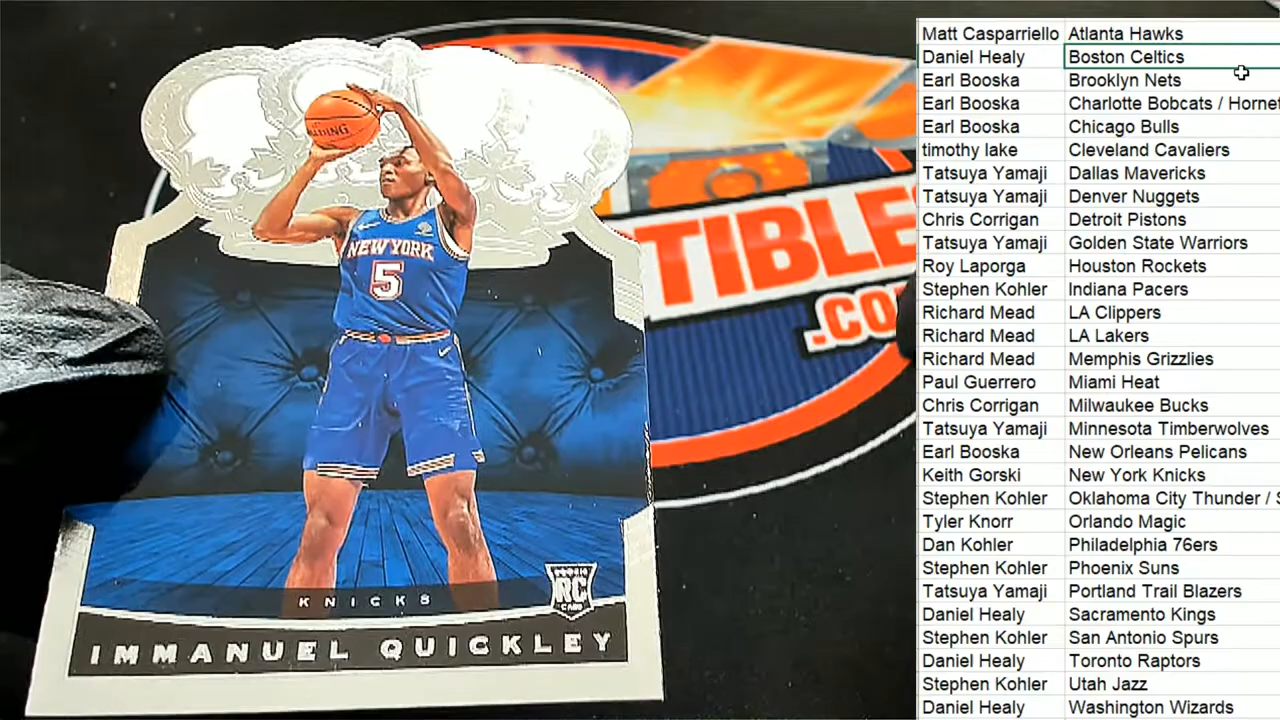 SPALDING
NEW YORK
5
KNICKS
ROOKIE
RC
CARD
IMMANUEL QUICKLEY
TIBLES
.CO
Matt Casparriello Atlanta Hawks
Daniel Healy Boston Celtics
Earl Booska Brooklyn Nets
Earl Booska Charlotte Bobcats / Hornet
Earl Booska Chicago Bulls
timothy lake Cleveland Cavaliers
Tatsuya Yamaji Dallas Mavericks
Tatsuya Yamaji Denver Nuggets
Chris Corrigan Detroit Pistons
Tatsuya Yamaji Golden State Warriors
Roy Laporga Houston Rockets
Stephen Kohler Indiana Pacers
Richard Mead LA Clippers
Richard Mead LA Lakers
Richard Mead Memphis Grizzlies
Paul Guerrero Miami Heat
Chris Corrigan Milwaukee Bucks
Tatsuya Yamaji Minnesota Timberwolves
Earl Booska New Orleans Pelicans
Keith Gorski New York Knicks
Stephen Kohler Oklahoma City Thunder / S
Tyler Knorr Orlando Magic
Dan Kohler Philadelphia 76ers
Stephen Kohler Phoenix Suns
Tatsuya Yamaji Portland Trail Blazers
Daniel Healy Sacramento Kings
Stephen Kohler San Antonio Spurs
Daniel Healy Toronto Raptors
Stephen Kohler Utah Jazz
Daniel Healy Washington Wizards